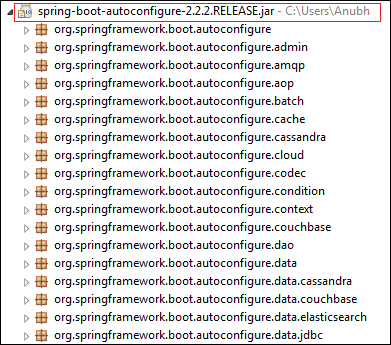 spring-boot-autoconfigure-2.2.2.RELEASE.jar - C:\Users\Anubh
org.springframework.boot.autoconfigure
org.springframework.boot.autoconfigure.admin
org.springframework.boot.autoconfigure.amqp
org.springframework.boot.autoconfigure.aop
org.springframework.boot.autoconfigure.batch
org.springframework.boot.autoconfigure.cache
org.springframework.boot.autoconfigure.cassandra
org.springframework.boot.autoconfigure.cloud
org.springframework.boot.autoconfigure.codec
org.springframework.boot.autoconfigure.condition
org.springframework.boot.autoconfigure.context
org.springframework.boot.autoconfigure.couchbase
org.springframework.boot.autoconfigure.dao
org.springframework.boot.autoconfigure.data
org.springframework.boot.autoconfigure.data.cassandra
org.springframework.boot.autoconfigure.data.couchbase
org.springframework.boot.autoconfigure.data.elasticsearch
org.springframework.boot.autoconfigure.data.jdbc